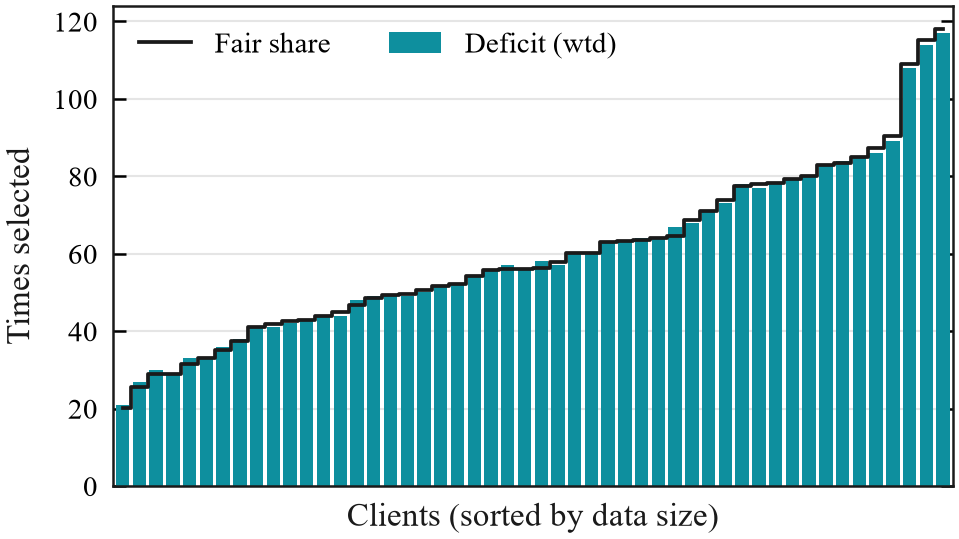 Fair share
Deficit (wtd)
120
100
80
60
40
20
0
Times selected
Clients (sorted by data size)